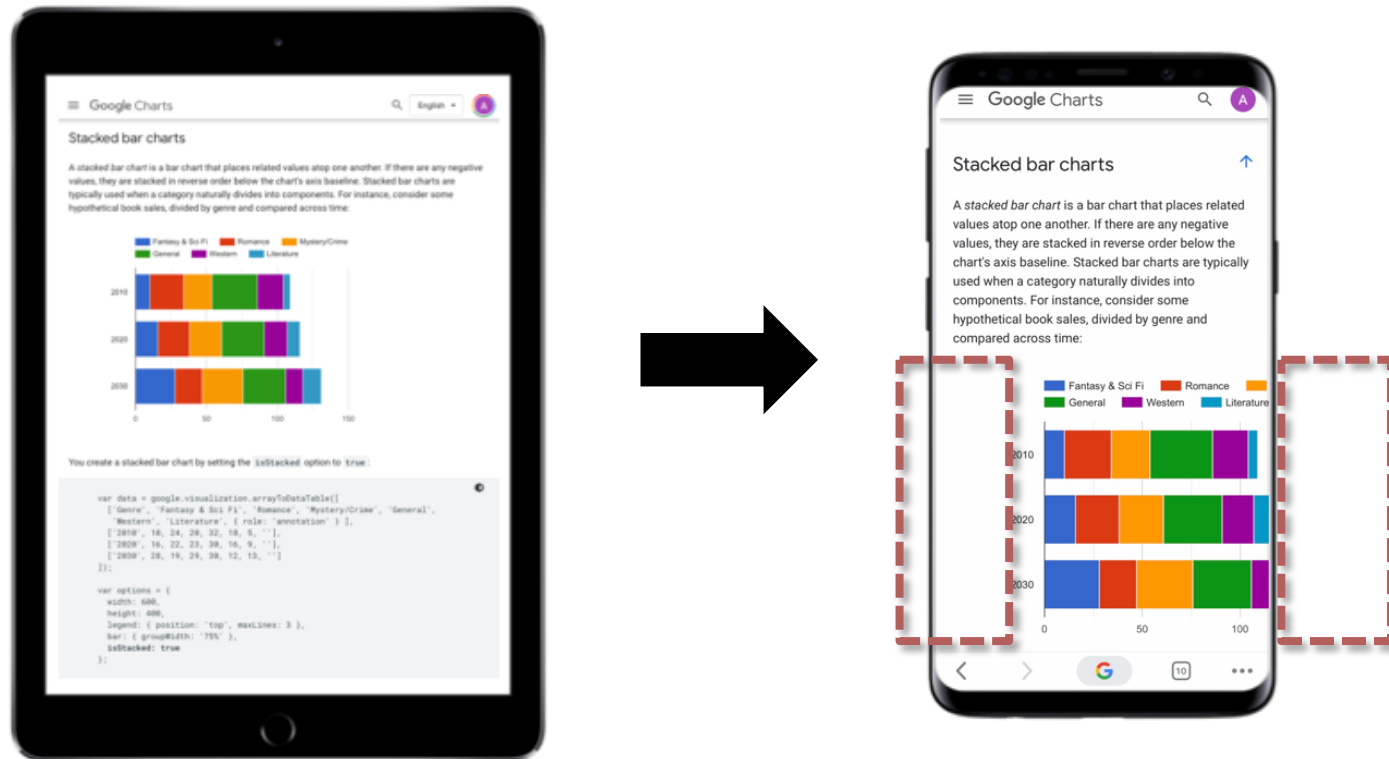 Google Charts
English
A
Stacked bar charts
A stacked bar chart is a bar chart that places related values atop one another. If there are any negative
values, they are stacked in reverse order below the chart's axis baseline. Stacked bar charts are
typically used when a category naturally divides into components. For instance, consider some
hypothetical book sales, divided by genre and compared across time:
Fantasy & Sci Fi Romance Mystery/Crime
General Western Literature
2010
2020
2030
0 50 100 150
You create a stacked bar chart by setting the isStacked option to true:
var data = google.visualization.arrayToDataTable([
['Genre', 'Fantasy & Sci Fi', 'Romance', 'Mystery/Crime', 'General',
'Western', 'Literature', { role: 'annotation' } ],
['2010', 10, 24, 20, 32, 18, 5, ''],
['2020', 16, 22, 23, 30, 16, 9, ''],
['2030', 28, 19, 29, 30, 12, 13, '']
]);
var options = {
width: 600,
height: 400,
legend: { position: 'top', maxLines: 3 },
bar: { groupWidth: '75%' },
isStacked: true
};
Google Charts
A
Stacked bar charts
A stacked bar chart is a bar chart that places related
values atop one another. If there are any negative
values, they are stacked in reverse order below the
chart's axis baseline. Stacked bar charts are typically
used when a category naturally divides into
components. For instance, consider some
hypothetical book sales, divided by genre and
compared across time:
Fantasy & Sci Fi Romance
General Western Literature
2010
2020
2030
0 50 100
G
10